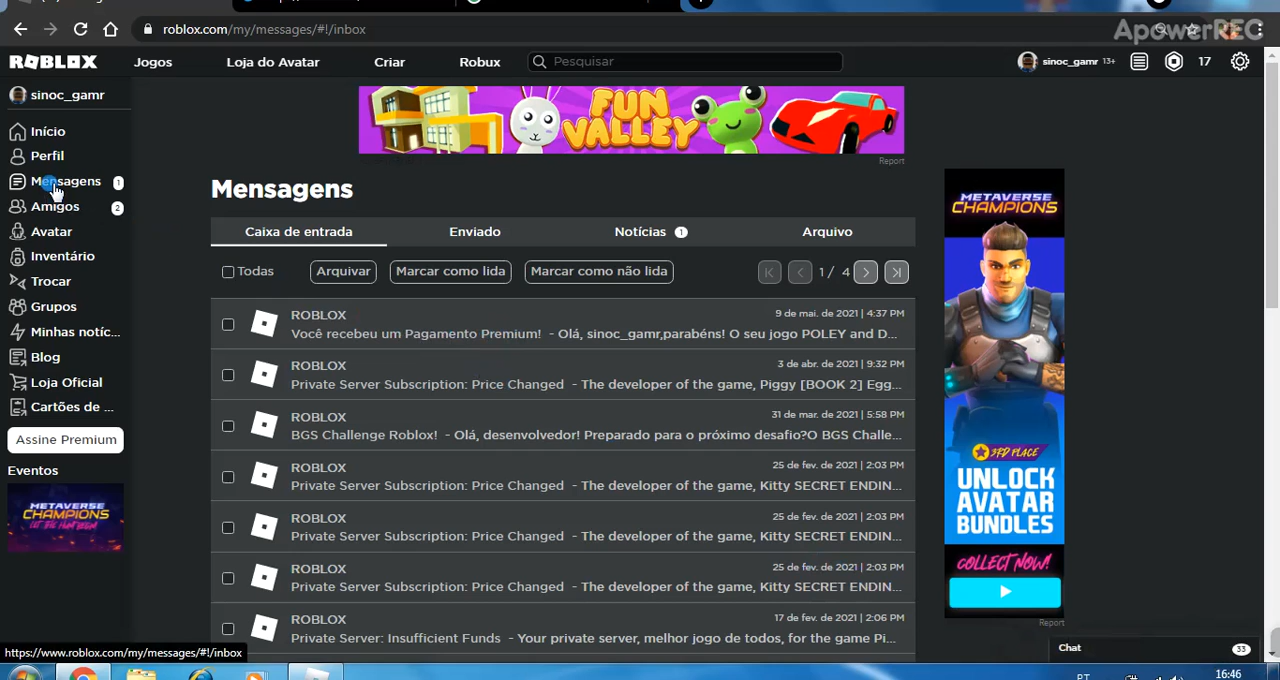 roblox.com/my/messages/#!/inbox
ApowerREC
ROBLOX
Jogos
Loja do Avatar
Criar
Robux
Pesquisar
sinoc_gamr 13+
17
sinoc_gamr
Início
Perfil
Mensagens 1
Amigos 2
Avatar
Inventário
Trocar
Grupos
Minhas notíc...
Blog
Loja Oficial
Cartões de ...
Assine Premium
Eventos
METAVERSE
CHAMPIONS
FUN
VALLEY
Report
Mensagens
Caixa de entrada
Enviado
Notícias 1
Arquivo
Todas
Arquivar
Marcar como lida
Marcar como não lida
1 / 4
ROBLOX
9 de mai. de 2021 | 4:37 PM
Você recebeu um Pagamento Premium! - Olá, sinoc_gamr,parabéns! O seu jogo POLEY and D...
ROBLOX
3 de abr. de 2021 | 9:32 PM
Private Server Subscription: Price Changed - The developer of the game, Piggy [BOOK 2] Egg...
ROBLOX
31 de mar. de 2021 | 5:58 PM
BGS Challenge Roblox! - Olá, desenvolvedor! Preparado para o próximo desafio?O BGS Challe...
ROBLOX
25 de fev. de 2021 | 2:03 PM
Private Server Subscription: Price Changed - The developer of the game, Kitty SECRET ENDIN...
ROBLOX
25 de fev. de 2021 | 2:03 PM
Private Server Subscription: Price Changed - The developer of the game, Kitty SECRET ENDIN...
ROBLOX
25 de fev. de 2021 | 2:03 PM
Private Server Subscription: Price Changed - The developer of the game, Kitty SECRET ENDIN...
ROBLOX
17 de fev. de 2021 | 2:06 PM
Private Server: Insufficient Funds - Your private server, melhor jogo de todos, for the game Pi...
METAVERSE
CHAMPIONS
3RD PLACE
UNLOCK
AVATAR
BUNDLES
COLLECT NOW!
Report
Chat
33
https://www.roblox.com/my/messages/#!/inbox
PT
16:46